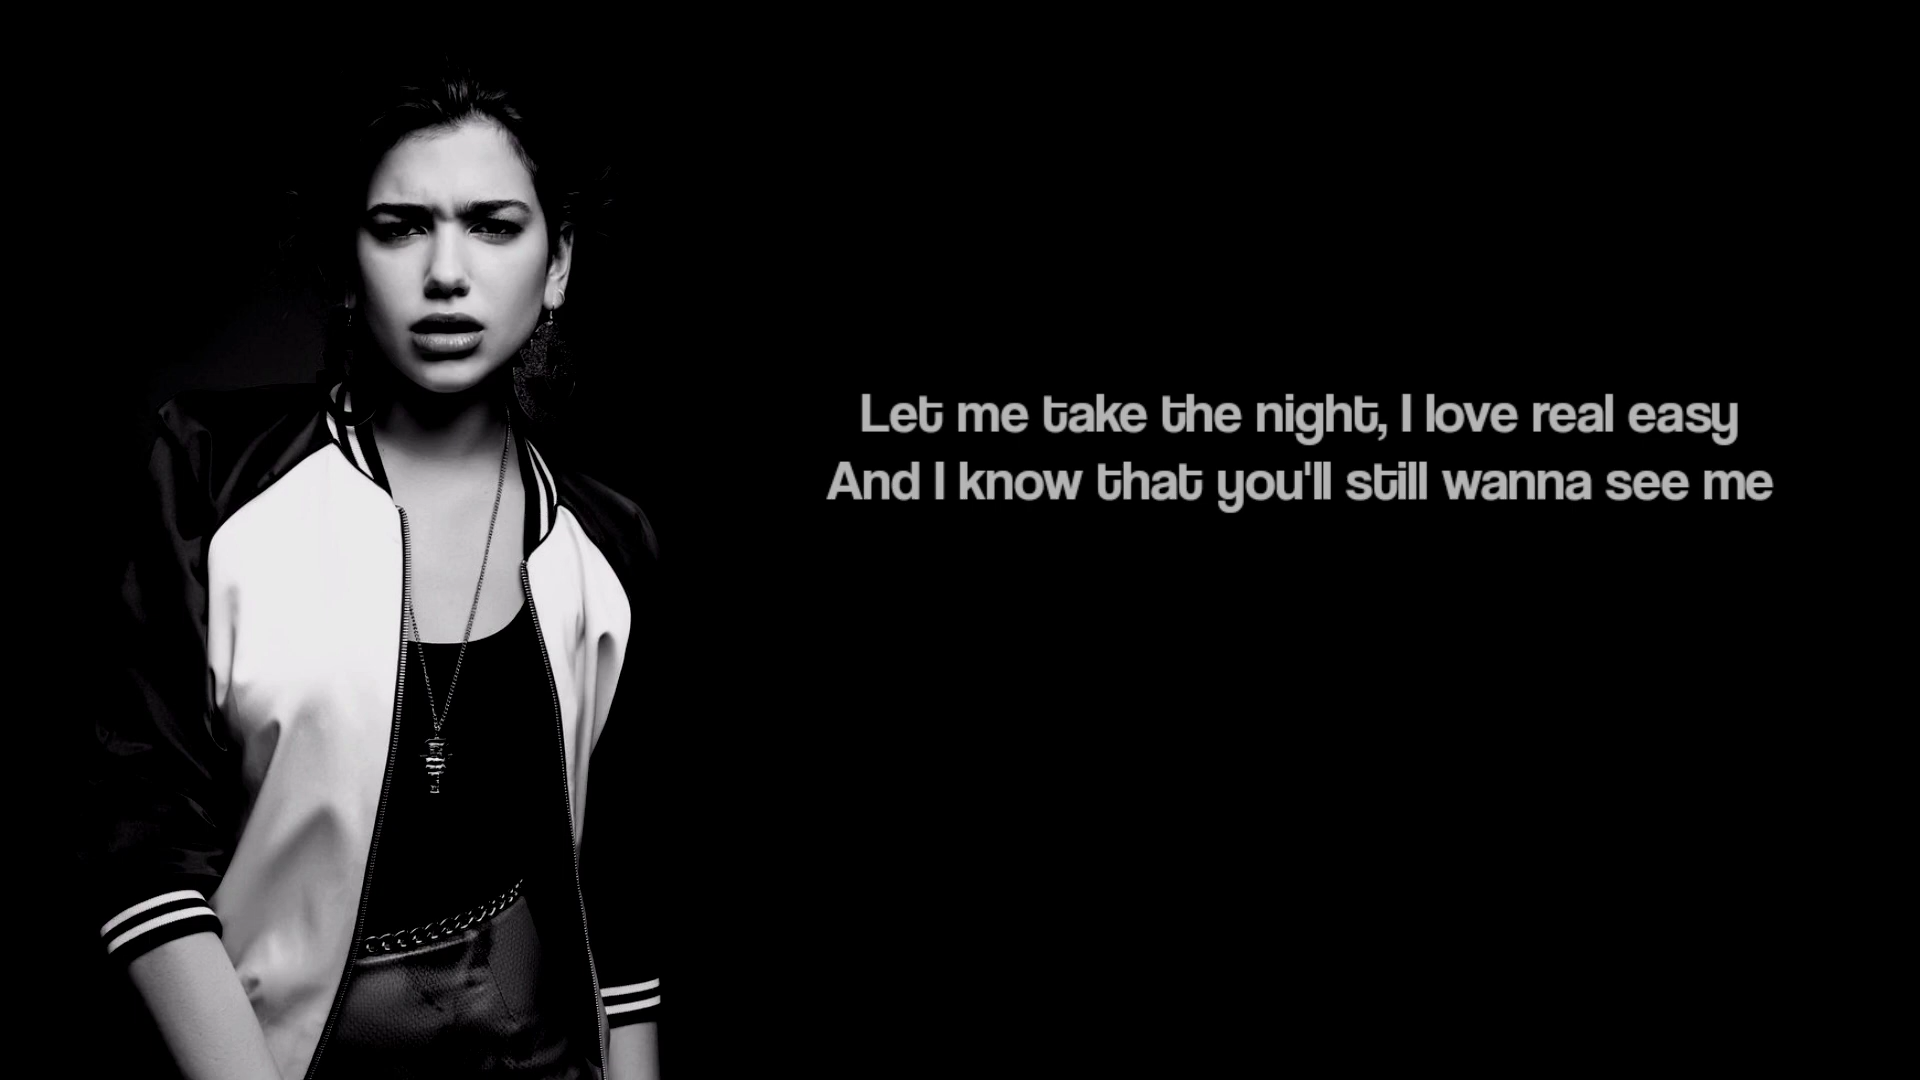 Let me take the night, I love real easy
And I know that you'll still wanna see me